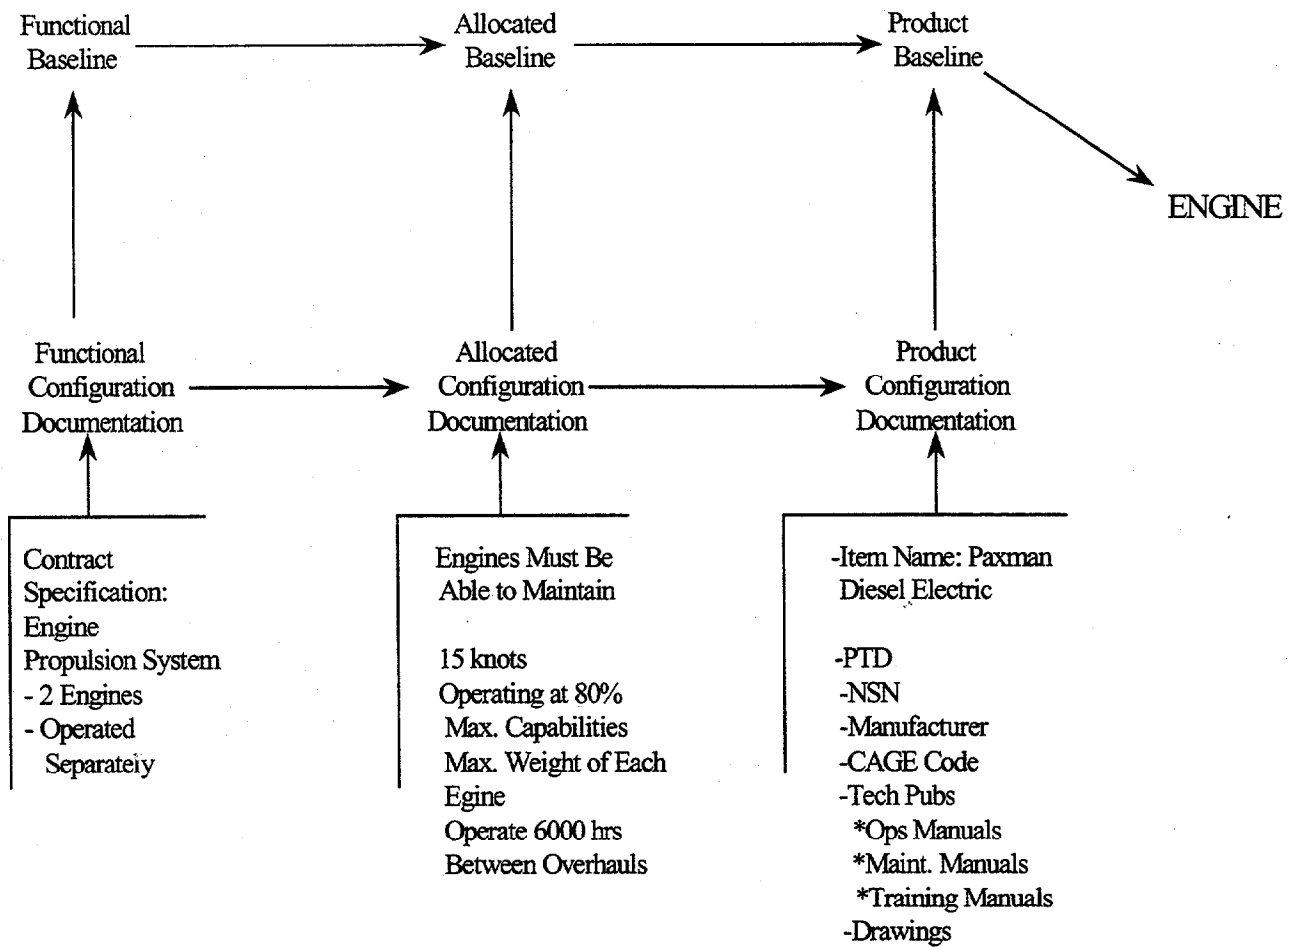 Functional
Baseline
Allocated
Baseline
Product
Baseline
ENGINE
Functional
Configuration
Documentation
Allocated
Configuration
Documentation
Product
Configuration
Documentation
Contract
Specification:
Engine
Propulsion System
- 2 Engines
- Operated
Separately
Engines Must Be
Able to Maintain
15 knots
Operating at 80%
Max. Capabilities
Max. Weight of Each
Egine
Operate 6000 hrs
Between Overhauls
-Item Name: Paxman
Diesel Electric
-PTD
-NSN
-Manufacturer
-CAGE Code
-Tech Pubs
*Ops Manuals
*Maint. Manuals
*Training Manuals
-Drawings